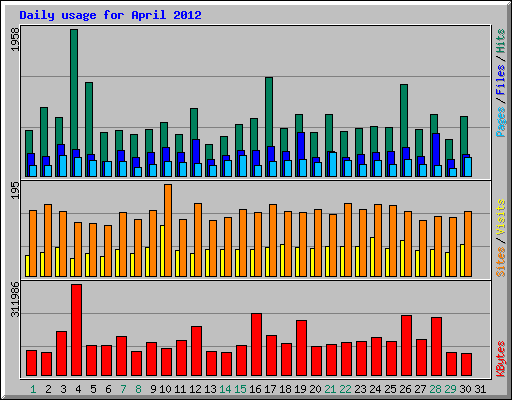 Daily usage for April 2012
1958
Pages / Files / Hits
195
Sites / Visits
311986
KBytes
1 2 3 4 5 6 7 8 9 10 11 12 13 14 15 16 17 18 19 20 21 22 23 24 25 26 27 28 29 30 31